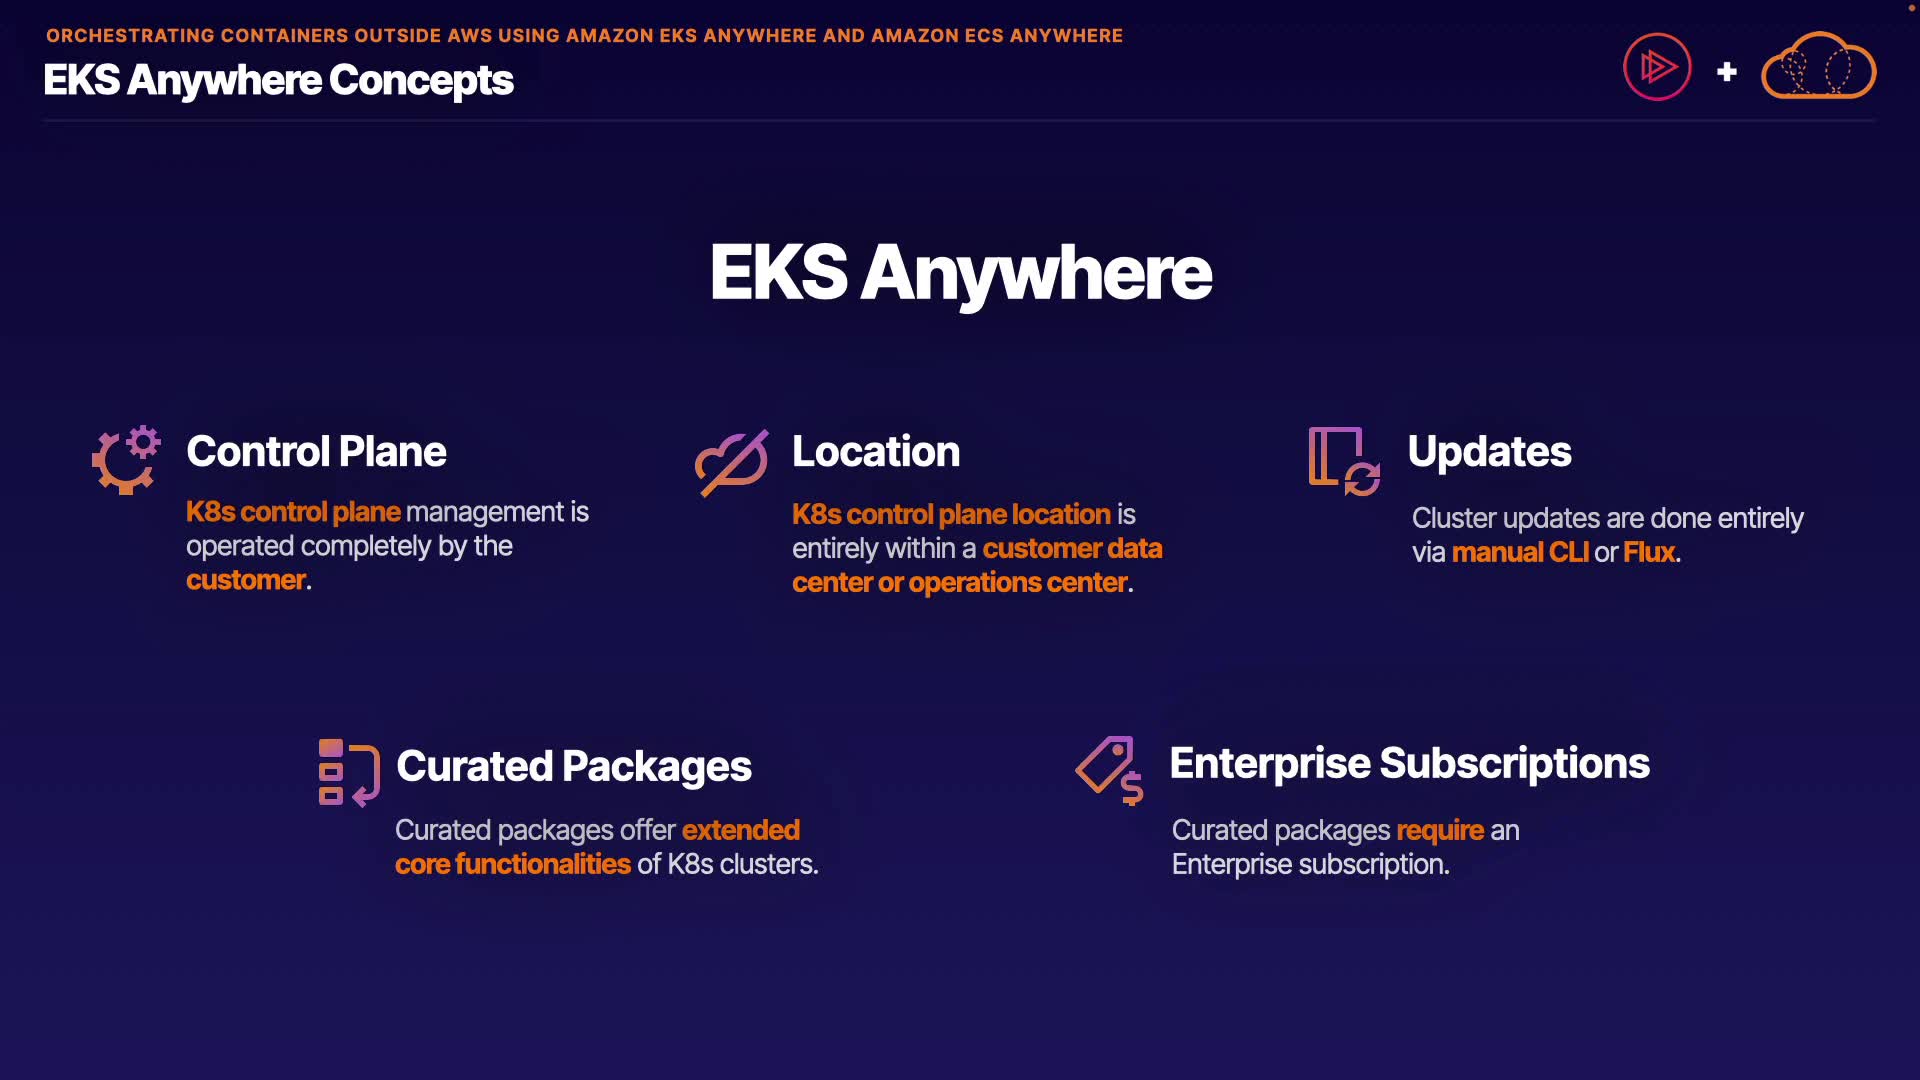 ORCHESTRATING CONTAINERS OUTSIDE AWS USING AMAZON EKS ANYWHERE AND AMAZON ECS ANYWHERE
EKS Anywhere Concepts
EKS Anywhere
Control Plane
K8s control plane management is
operated completely by the
customer.
Location
K8s control plane location is
entirely within a customer data
center or operations center.
Updates
Cluster updates are done entirely
via manual CLI or Flux.
Curated Packages
Curated packages offer extended
core functionalities of K8s clusters.
Enterprise Subscriptions
Curated packages require an
Enterprise subscription.